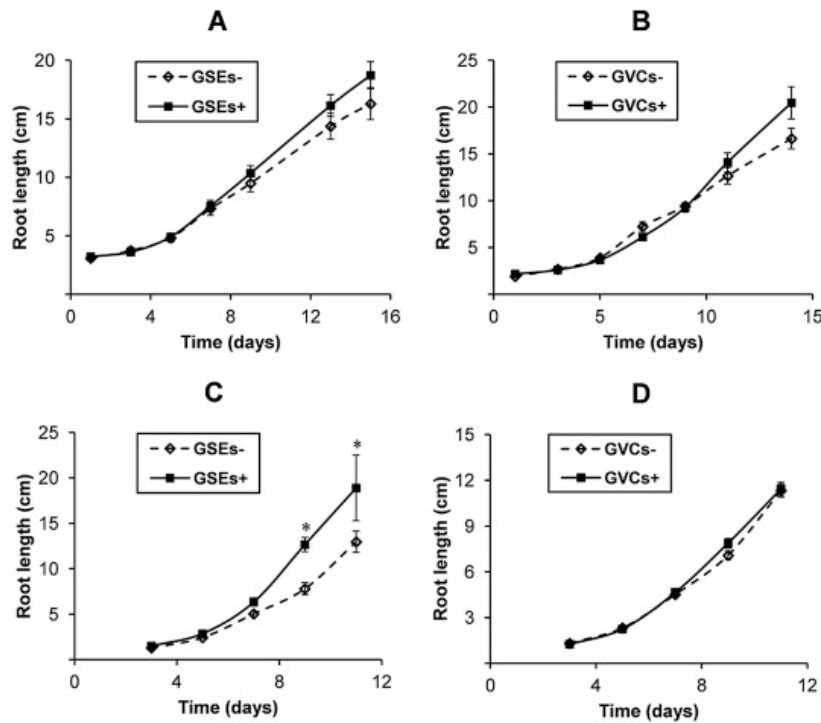 A
GSEs-
GSEs+
Root length (cm)
20
15
10
5
0 4 8 12 16
Time (days)
B
GVCs-
GVCs+
Root length (cm)
25
20
15
10
5
0 5 10 15
Time (days)
C
GSEs-
GSEs+
Root length (cm)
25
20
15
10
5
0 4 8 12
Time (days)
*
*
D
GVCs-
GVCs+
Root length (cm)
15
12
9
6
3
0 4 8 12
Time (days)